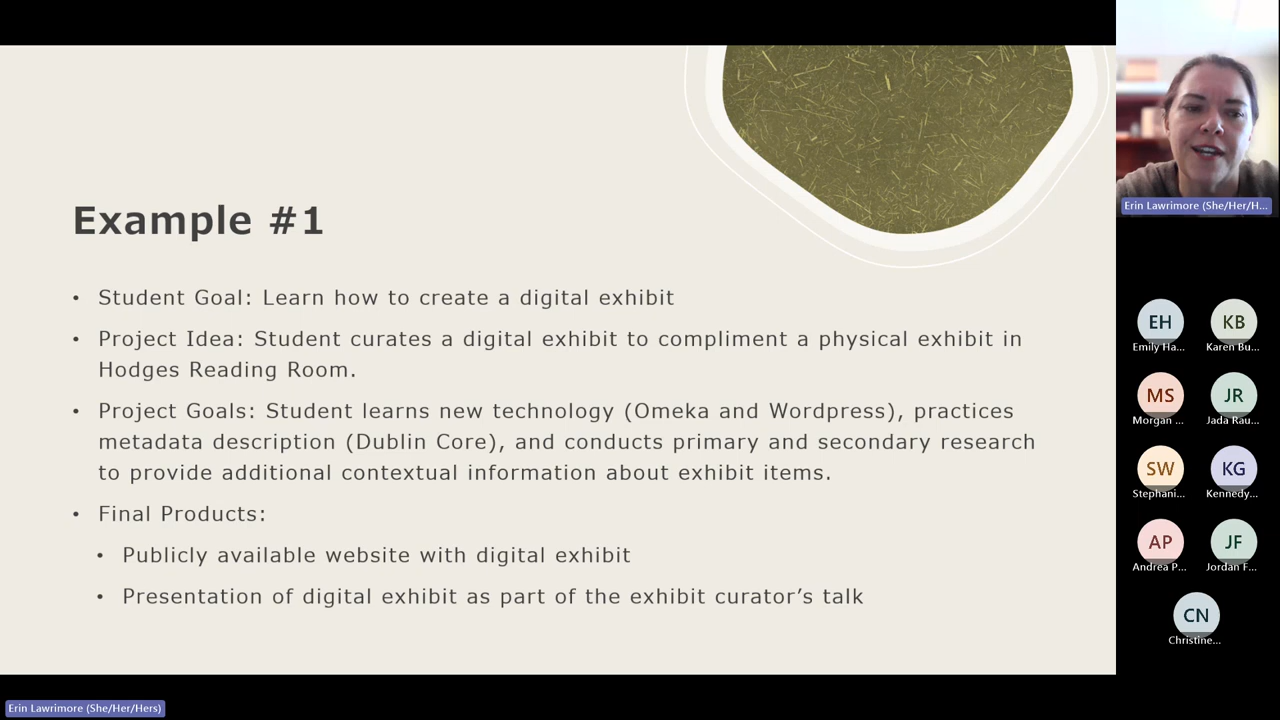 Example #1
• Student Goal: Learn how to create a digital exhibit
• Project Idea: Student curates a digital exhibit to compliment a physical exhibit in
Hodges Reading Room.
• Project Goals: Student learns new technology (Omeka and Wordpress), practices
metadata description (Dublin Core), and conducts primary and secondary research
to provide additional contextual information about exhibit items.
• Final Products:
• Publicly available website with digital exhibit
• Presentation of digital exhibit as part of the exhibit curator’s talk
Erin Lawrimore (She/Her/H...
EH
Emily Ha...
KB
Karen Bu...
MS
Morgan ...
JR
Jada Rau...
SW
Stephani...
KG
Kennedy...
AP
Andrea P...
JF
Jordan F...
CN
Christine...
Erin Lawrimore (She/Her/Hers)